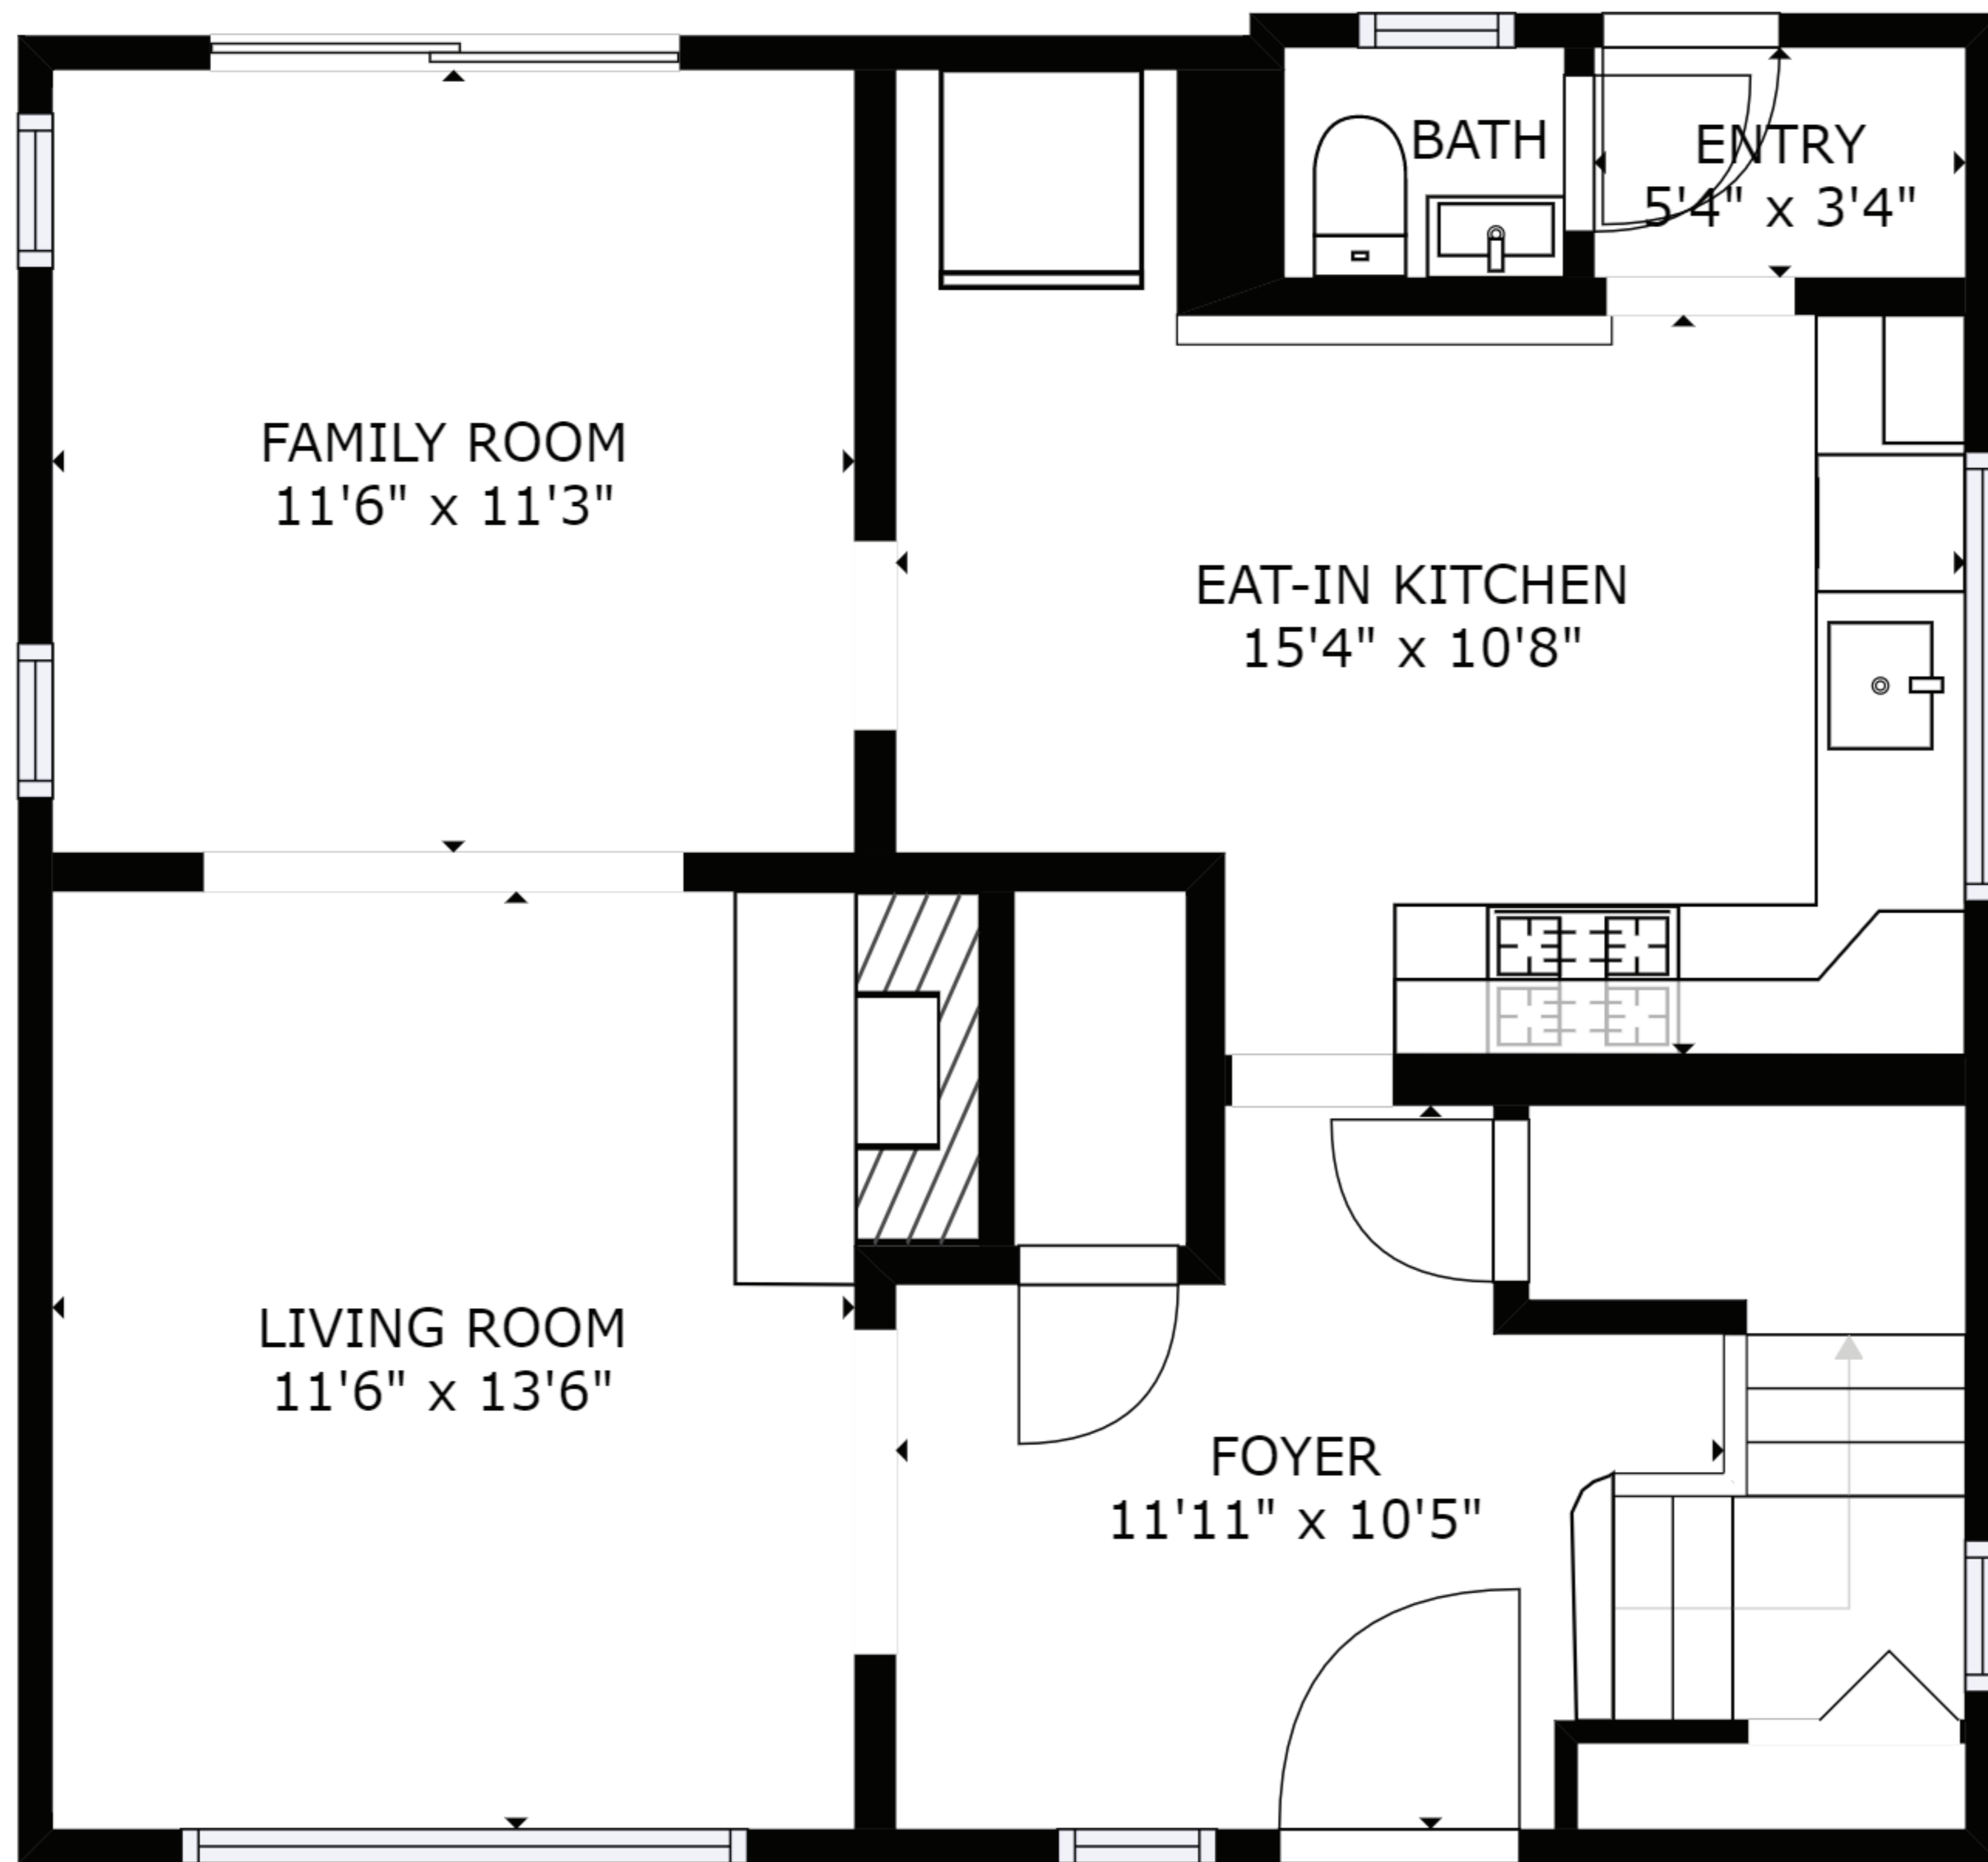 BATH
ENTRY
5'4" x 3'4"
FAMILY ROOM
11'6" x 11'3"
EAT-IN KITCHEN
15'4" x 10'8"
LIVING ROOM
11'6" x 13'6"
FOYER
11'11" x 10'5"